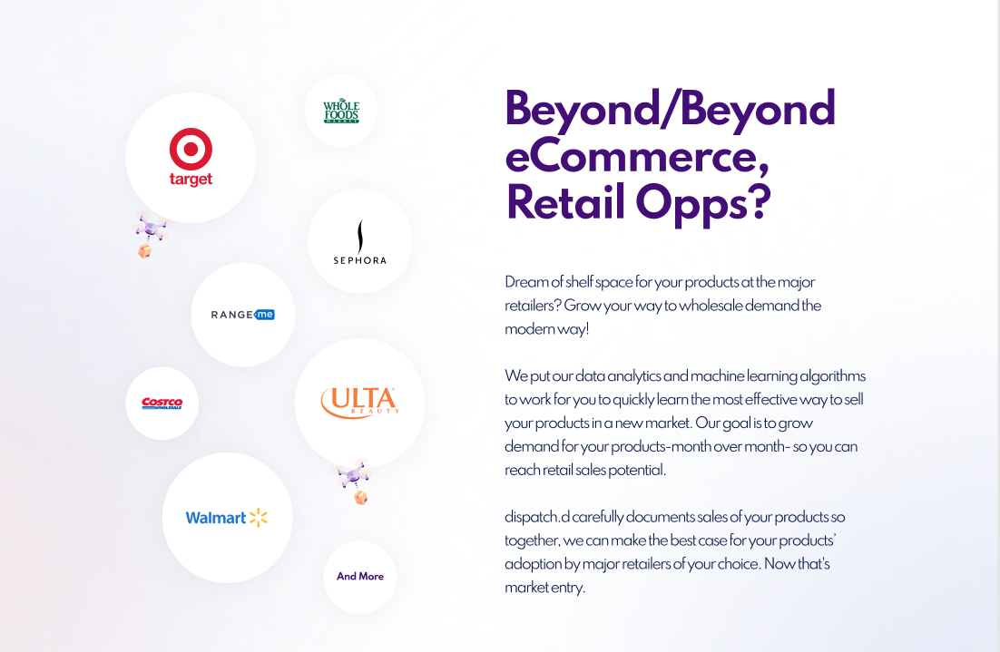 target
WHOLE
FOODS
MARKET
SEPHORA
RANGE me
COSTCO
WHOLESALE
ULTA
BEAUTY
Walmart
And More
Beyond/Beyond
eCommerce,
Retail Opps?
Dream of shelf space for your products at the major
retailers? Grow your way to wholesale demand the
modern way!
We put our data analytics and machine learning algorithms
to work for you to quickly learn the most effective way to sell
your products in a new market. Our goal is to grow
demand for your products-month over month- so you can
reach retail sales potential.
dispatch.d carefully documents sales of your products so
together, we can make the best case for your products’
adoption by major retailers of your choice. Now that's
market entry.